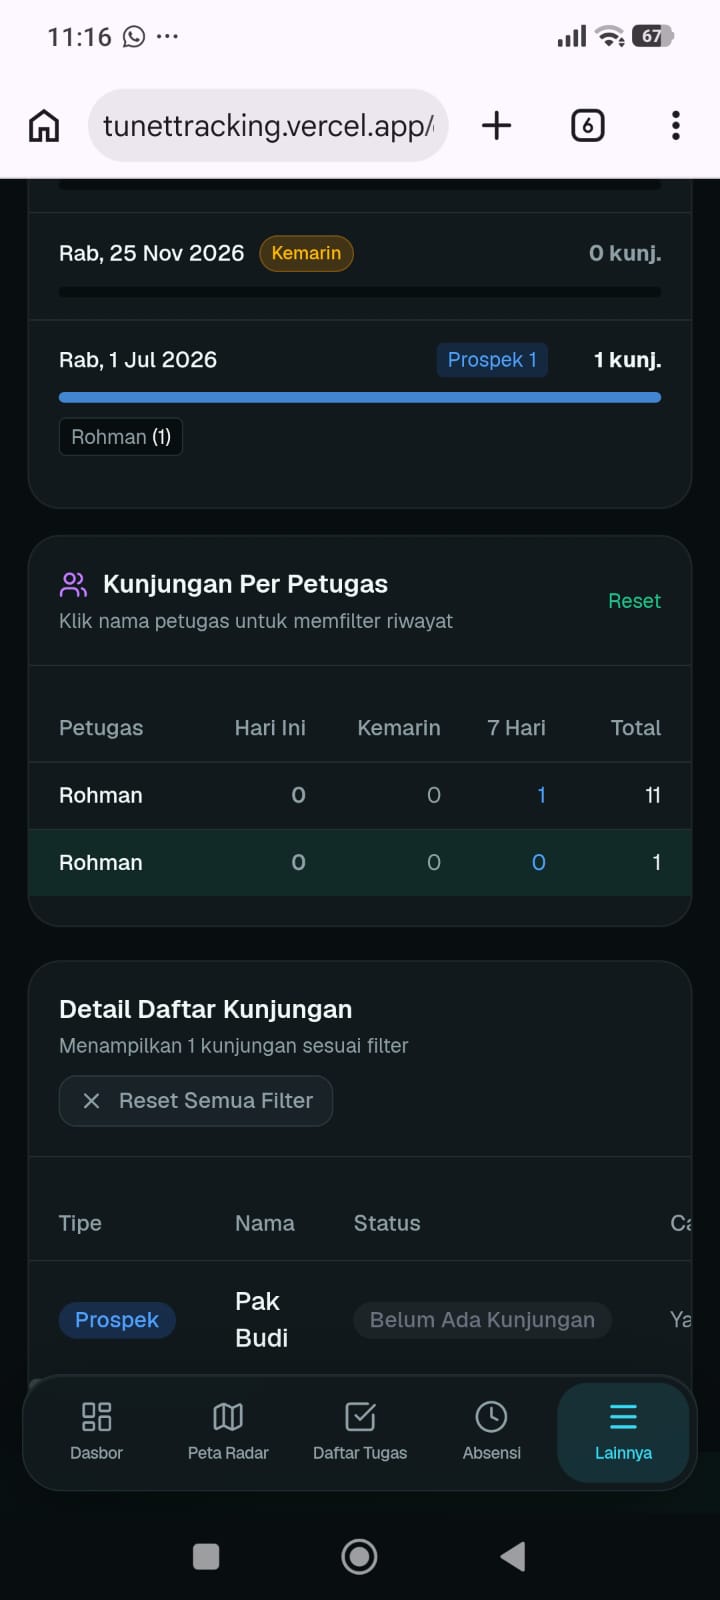 11:16
67
tunettracking.vercel.app/
6
Rab, 25 Nov 2026 Kemarin 0 kunj.
Rab, 1 Jul 2026 Prospek 1 1 kunj.
Rohman (1)
Kunjungan Per Petugas
Klik nama petugas untuk memfilter riwayat
Reset
Petugas Hari Ini Kemarin 7 Hari Total
Rohman 0 0 1 11
Rohman 0 0 0 1
Detail Daftar Kunjungan
Menampilkan 1 kunjungan sesuai filter
Reset Semua Filter
Tipe Nama Status
Prospek Pak Budi Belum Ada Kunjungan
Dasbor Peta Radar Daftar Tugas Absensi Lainnya